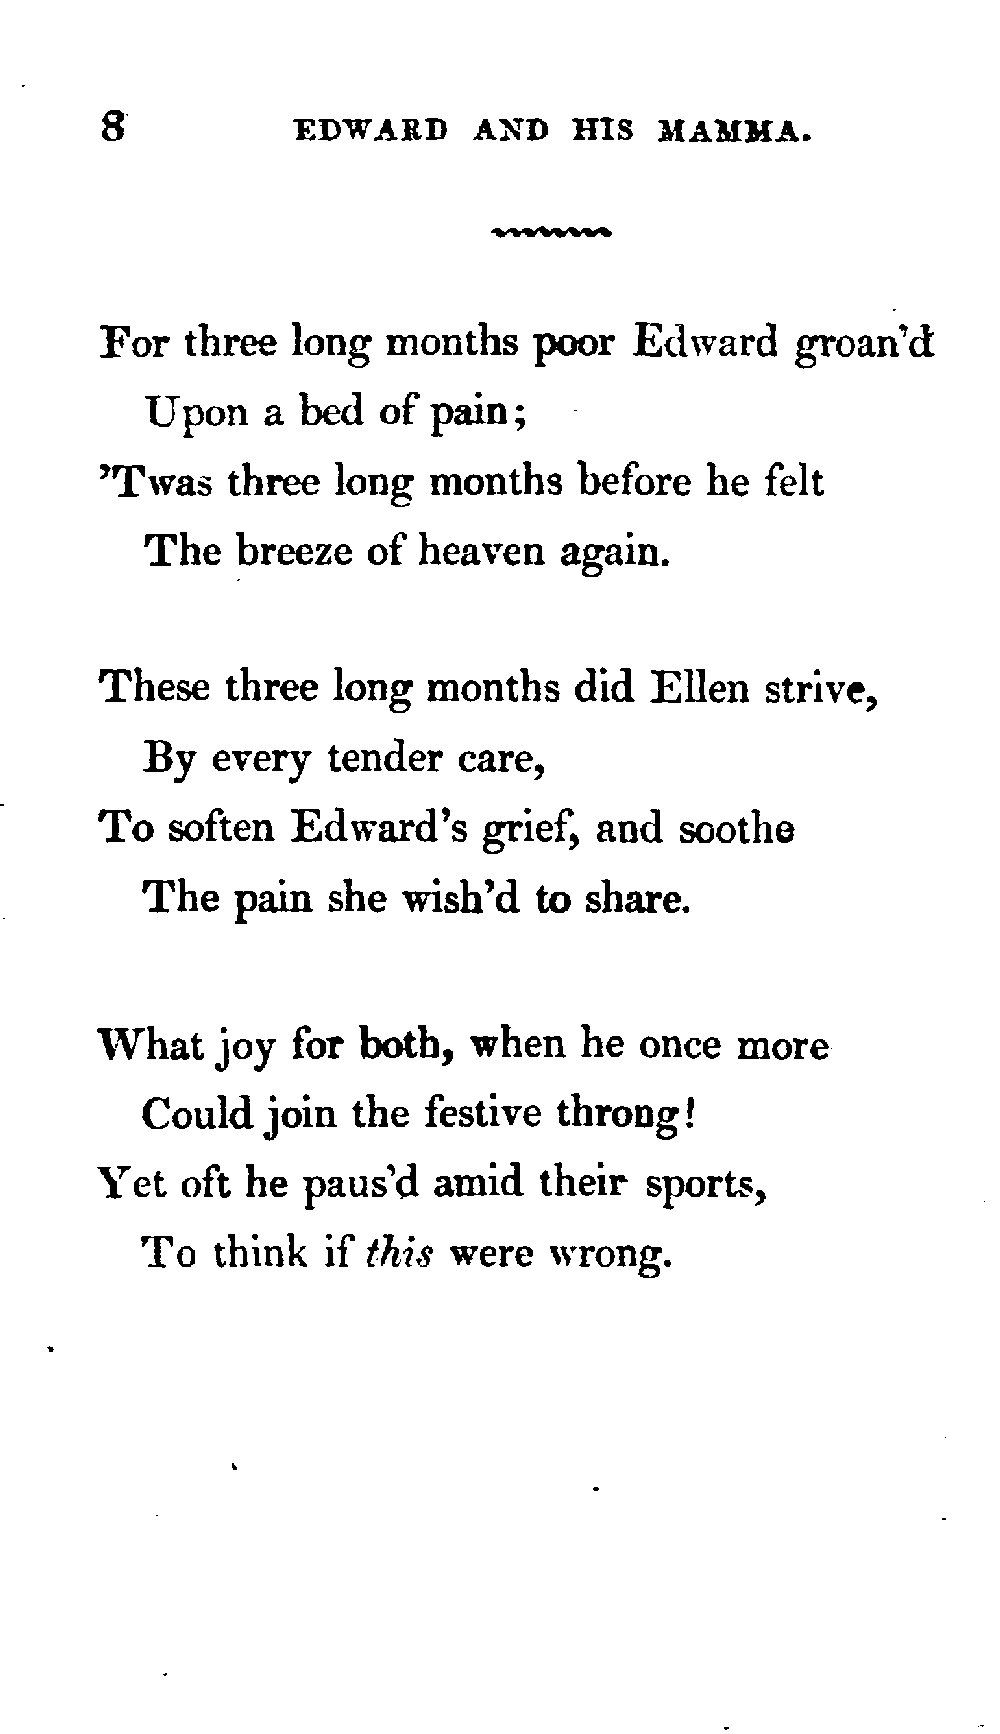 8 EDWARD AND HIS MAMMA.
For three long months poor Edward groan'd
Upon a bed of pain;
'Twas three long months before he felt
The breeze of heaven again.
These three long months did Ellen strive,
By every tender care,
To soften Edward's grief, and soothe
The pain she wish'd to share.
What joy for both, when he once more
Could join the festive throng!
Yet oft he paus'd amid their sports,
To think if this were wrong.